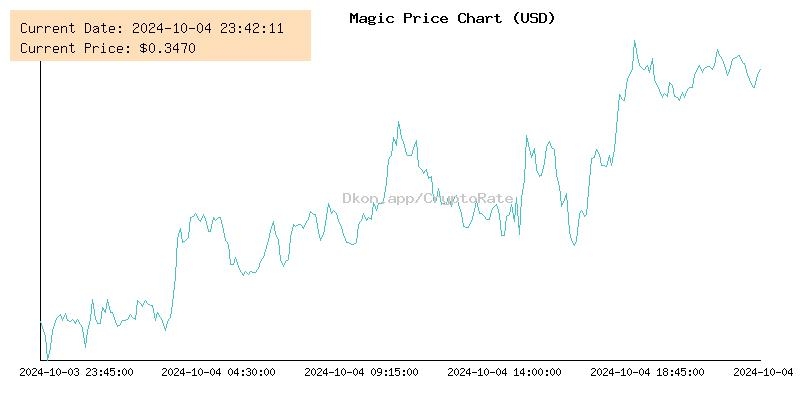 Magic Price Chart (USD)
Current Date: 2024-10-04 23:42:11
Current Price: $0.3470
Dkon.app/CryptoRate
2024-10-03 23:45:00 2024-10-04 04:30:00 2024-10-04 09:15:00 2024-10-04 14:00:00 2024-10-04 18:45:00 2024-10-04